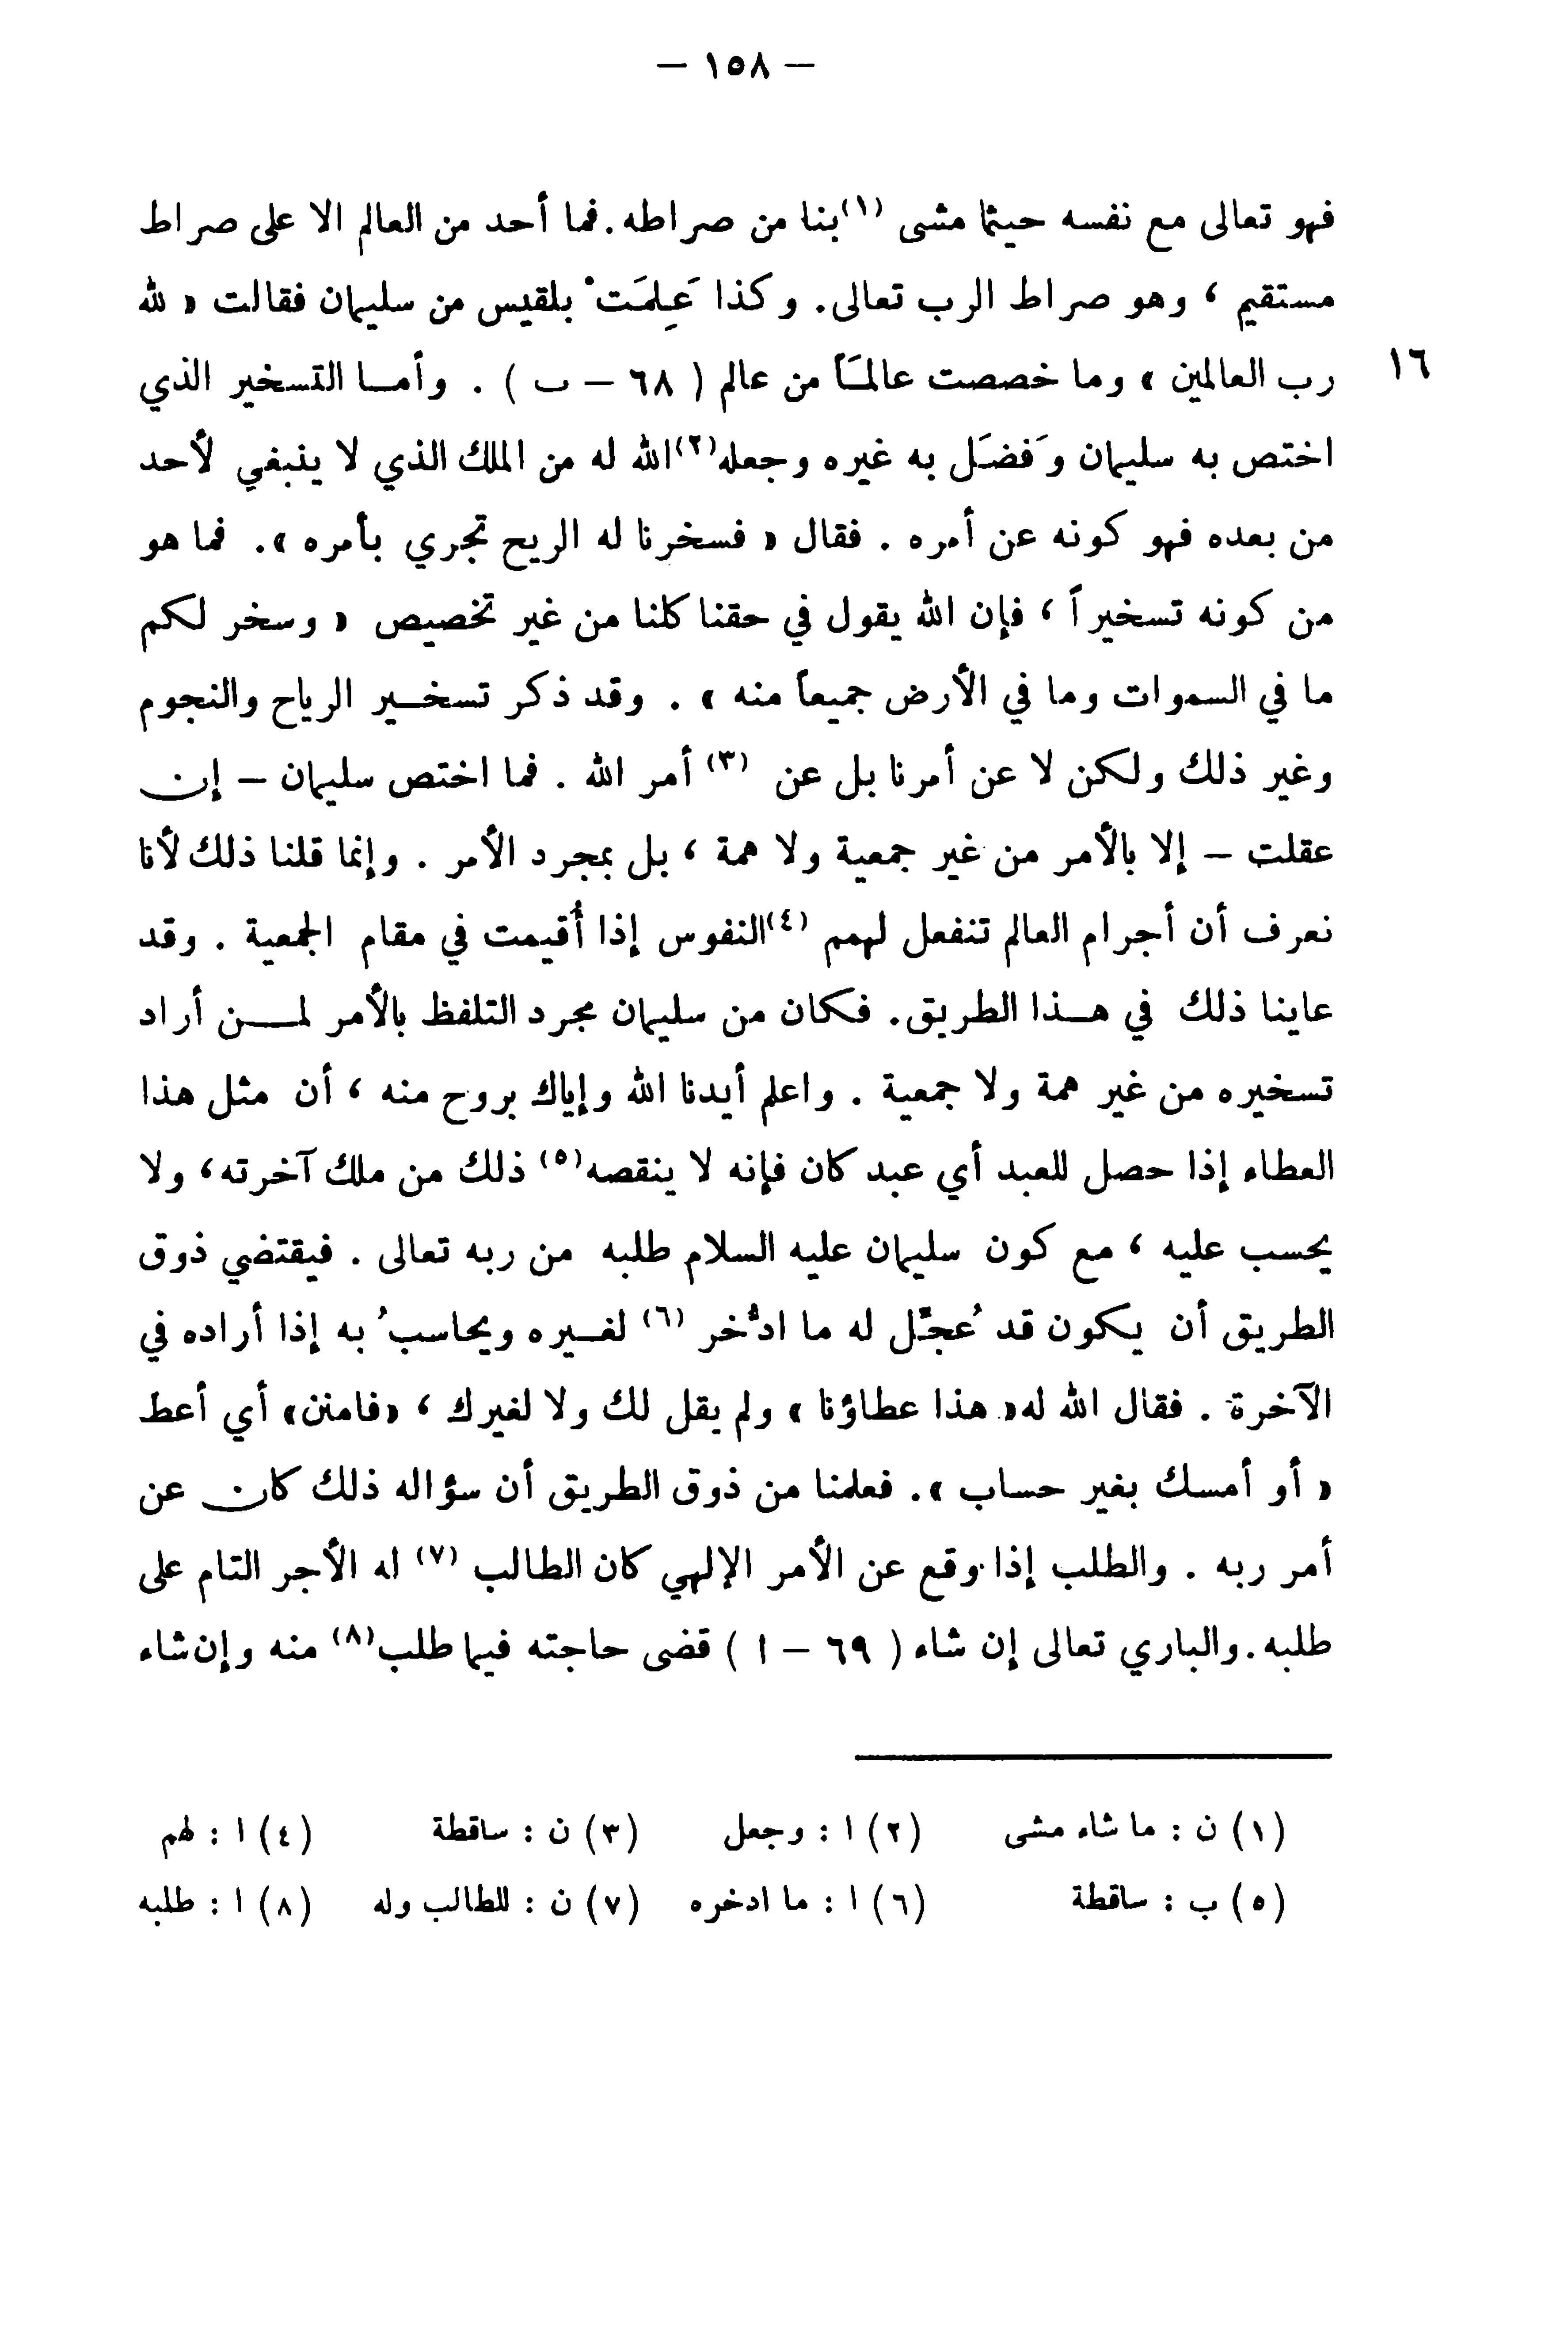 — ١٥٨ —
فهو تعالى مع نفسه حيثما مشى (١) بنا من صراطه. فما أحد من العالم الا على صراط
مستقيم ، وهو صراط الرب تعالى. وكذا عَلِمَتْ بلقيس من سليمان فقالت « لله
رب العالمين » وما خصصت عالمَاً من عالم ( ٦٨ – ب ) . وأمـا التسخير الذي
١٦
اختص به سليمان وفَضَل به غيره وجعله(٢) الله له من الملك الذي لا ينبغي لأحد
من بعده فهو كونه عن أمره . فقال « فسخرنا له الريح تجري بأمره ». فما هو
من كونه تسخيراً ، فإن الله يقول في حقنا كلنا من غير تخصيص « وسخر لكم
ما في السموات وما في الأرض جميعاً منه » . وقد ذكر تسخـير الرياح والنجوم
وغير ذلك ولكن لا عن أمرنا بل عن (٣) أمر الله . فما اختص سليمان – إن
عقلت – إلا بالأمر من غير جمعية ولا همة ، بل بمجرد الأمر . وإنما قلنا ذلك لأنا
نعرف أن أجرام العالم تنفعل لهمم (٤) النفوس إذا أُقيمت في مقام الجمعية . وقد
عاينا ذلك في هـذا الطريق. فكان من سليمان مجرد التلفظ بالأمر لمــن أراد
تسخيره من غير همة ولا جمعية . واعلم أيدنا الله وإياك بروح منه ، أن مثل هذا
العطاء إذا حصل للعبد أي عبد كان فإنه لا ينقصه(٥) ذلك من ملك آخرته ، ولا
يحسب عليه ، مع كون سليمان عليه السلام طلبه من ربه تعالى . فيقتضي ذوق
الطريق أن يكون قد عُجِّل له ما ادُّخر (٦) لغـيره ويحاسبُ به إذا أراده في
الآخرة . فقال الله له « هذا عطاؤنا » ولم يقل لك ولا لغيرك ، «فامنن» أي أعط
« أو أمسك بغير حساب ». فعلمنا من ذوق الطريق أن سؤاله ذلك كان عن
أمر ربه . والطلب إذا وقع عن الأمر الإلهي كان الطالب (٧) له الأجر التام على
طلبه. والباري تعالى إن شاء ( ٦٩ – ا ) قضى حاجته فيما طلب(٨) منه وإن شاء
(١) ن : ما شاء مشى (٢) ا : وجعل (٣) ن : ساقطة (٤) ا : لهم
(٥) ب : ساقطة (٦) ا : ما ادخره (٧) ن : للطالب وله (٨) ا : طلبه